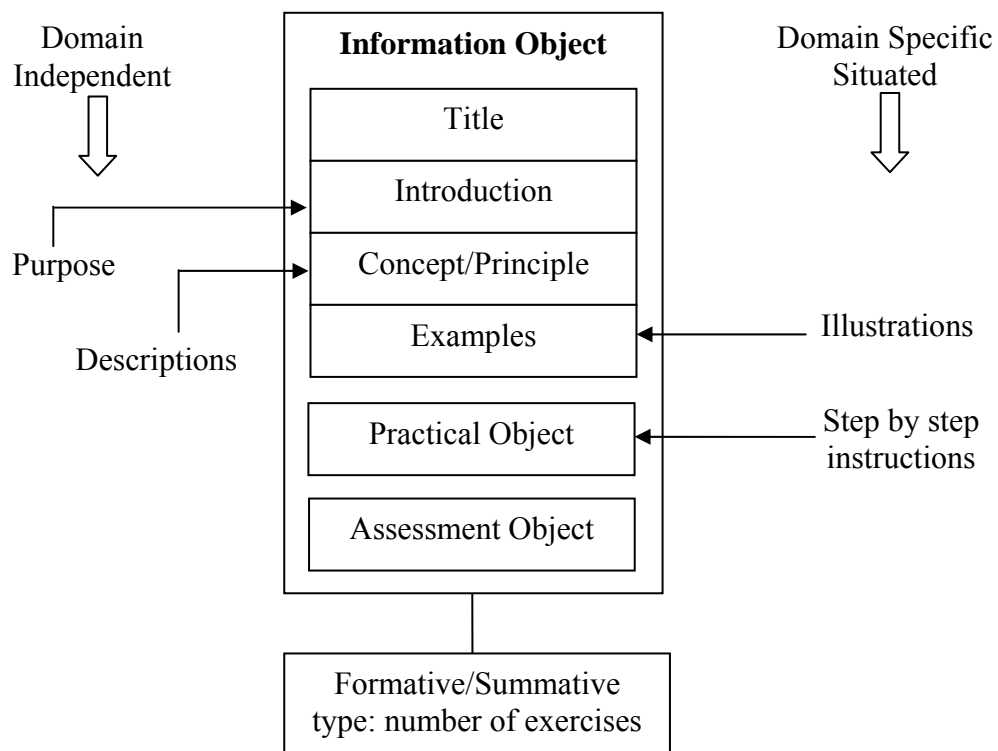 Domain
Independent
Information Object
Domain Specific
Situated
Title
Introduction
Purpose
Concept/Principle
Descriptions
Examples
Illustrations
Practical Object
Step by step
instructions
Assessment Object
Formative/Summative
type: number of exercises